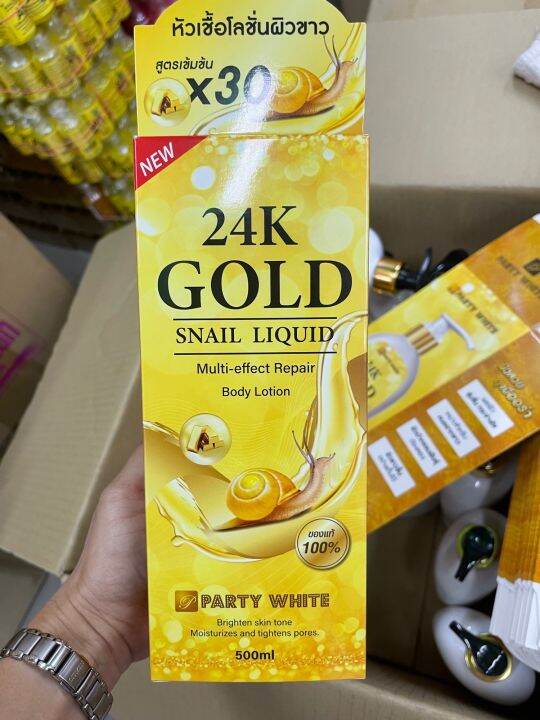 หัวเชื้อโลชั่นผิวขาว
สูตรเข้มข้น
x30
NEW
24K
GOLD
SNAIL LIQUID
Multi-effect Repair
Body Lotion
ของแท้
100%
PARTY WHITE
Brighten skin tone
Moisturizes and tightens pores.
500ml
PARTY WHITE
24K
GOLD